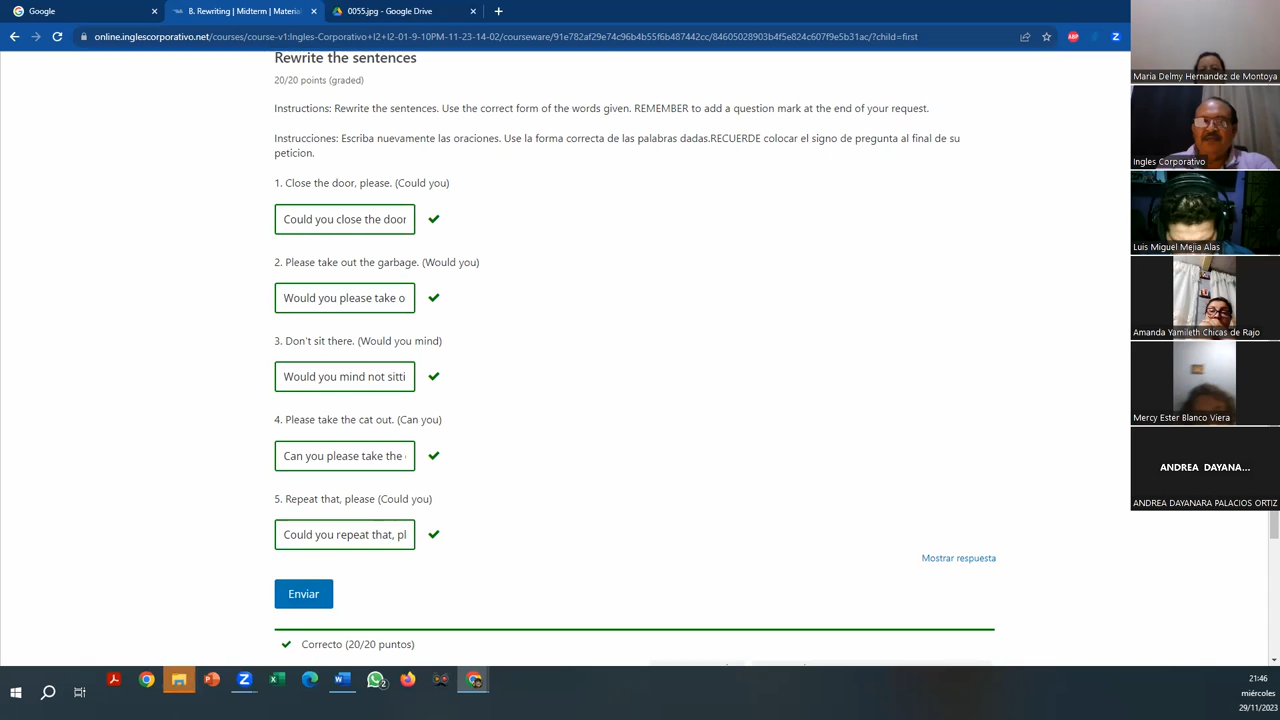 Google
B. Rewriting | Midterm | Material
0055.jpg - Google Drive
online.inglescorporativo.net/courses/course-v1:Ingles-Corporativo+I2+I2-01-9-10PM-11-23-14-02/courseware/91e782af29e74c96b4b55f6b487442cc/84605028903b4f5e824c607f9e5b31ac/?child=first
Rewrite the sentences
20/20 points (graded)
Instructions: Rewrite the sentences. Use the correct form of the words given. REMEMBER to add a question mark at the end of your request.
Instrucciones: Escriba nuevamente las oraciones. Use la forma correcta de las palabras dadas.RECUERDE colocar el signo de pregunta al final de su
peticion.
1. Close the door, please. (Could you)
Could you close the door
2. Please take out the garbage. (Would you)
Would you please take o
3. Don't sit there. (Would you mind)
Would you mind not sitti
4. Please take the cat out. (Can you)
Can you please take the
5. Repeat that, please (Could you)
Could you repeat that, pl
Mostrar respuesta
Enviar
Correcto (20/20 puntos)
Maria Delmy Hernandez de Montoya
Ingles Corporativo
Luis Miguel Mejia Alas
Amanda Yamileth Chicas de Rajo
Mercy Ester Blanco Viera
ANDREA DAYANA...
ANDREA DAYANARA PALACIOS ORTIZ
21:46
miércoles
29/11/2023